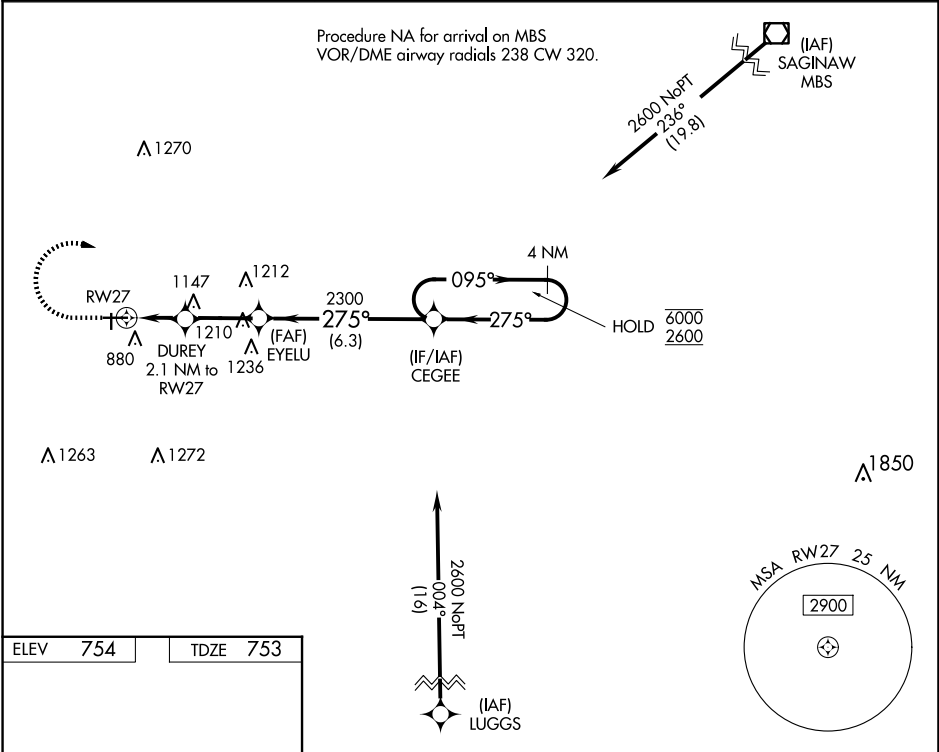 Procedure NA for arrival on MBS
VOR/DME airway radials 238 CW 320.
(IAF)
SAGINAW
MBS
2600 NoPT
236°
(19.8)
1270
4 NM
095°
1212
1147
RW27
2300
275°
(6.3)
275°
HOLD
6000
2600
1210
(FAF)
EYELU
(IF/IAF)
CEGEE
880
DUREY
2.1 NM to
RW27
1236
1263
1272
1850
2600 NoPT
004°
(16)
MSA RW27 25 NM
2900
ELEV 754
TDZE 753
(IAF)
LUGGS